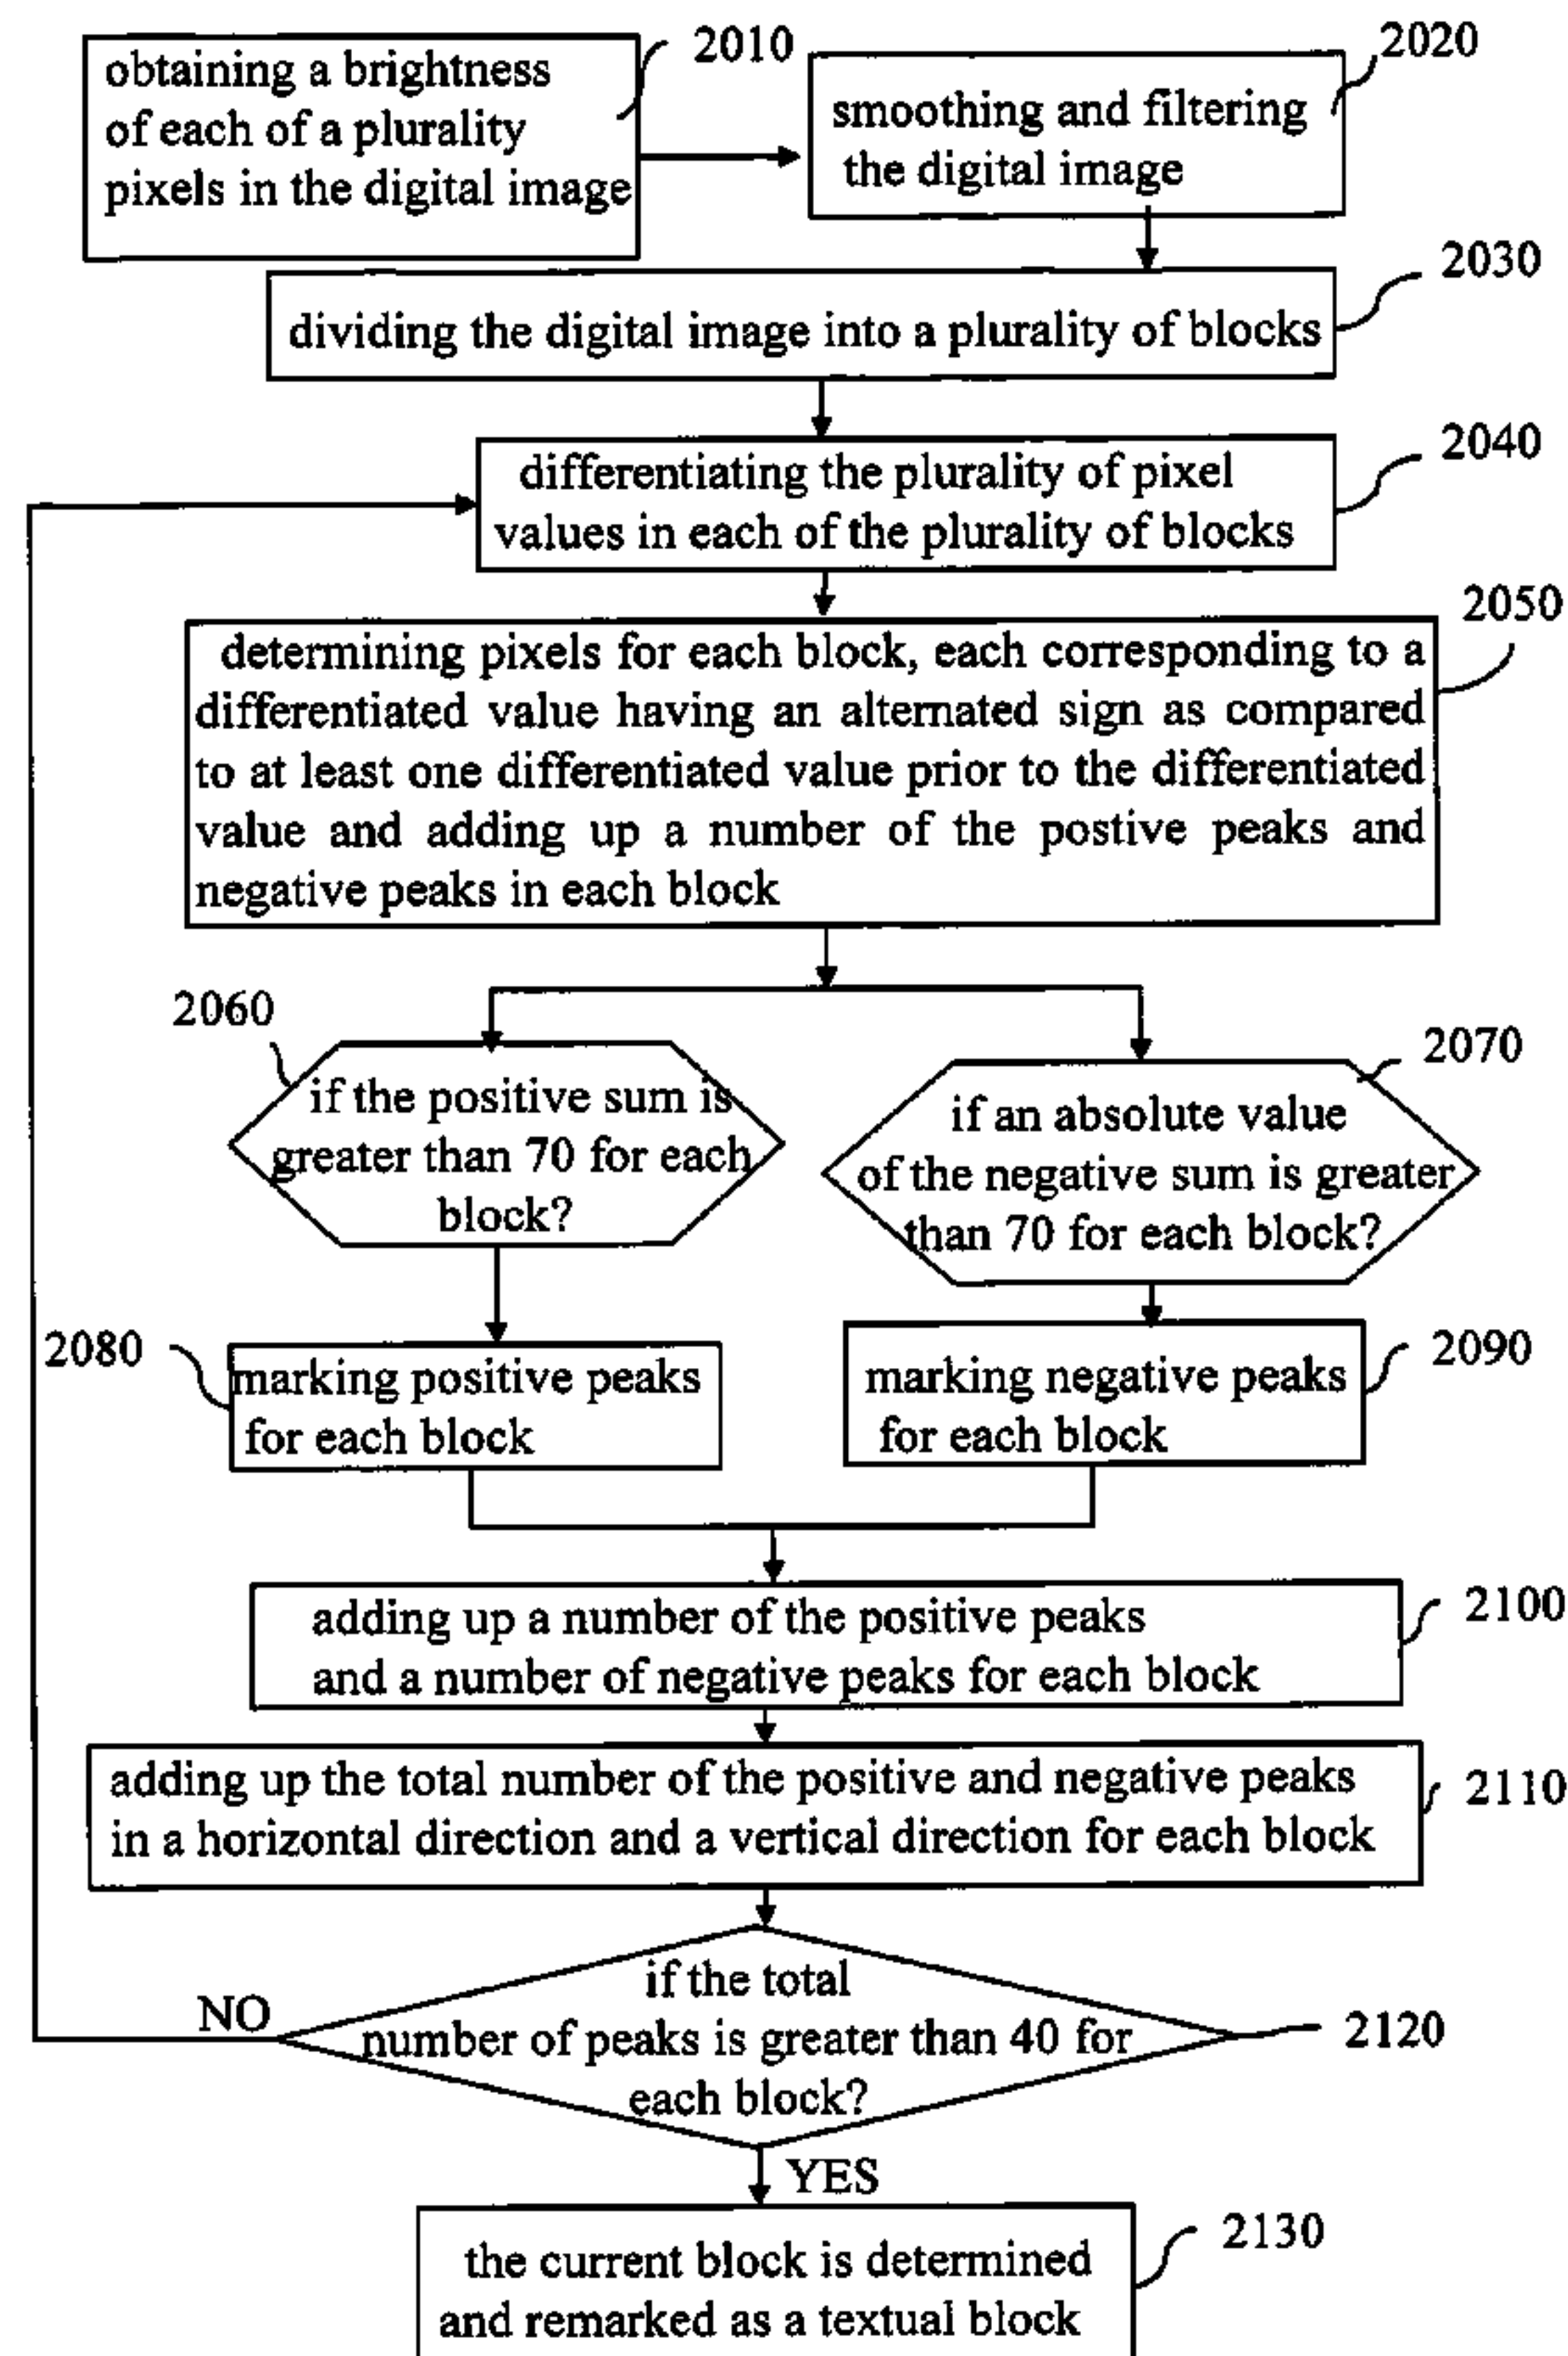 obtaining a brightness
of each of a plurality
pixels in the digital image
2010
smoothing and filtering
the digital image
2020
dividing the digital image into a plurality of blocks
2030
differentiating the plurality of pixel
values in each of the plurality of blocks
2040
determining pixels for each block, each corresponding to a
differentiated value having an alternated sign as compared
to at least one differentiated value prior to the differentiated
value and adding up a number of the postive peaks and
negative peaks in each block
2050
2060
if the positive sum is
greater than 70 for each
block?
2070
if an absolute value
of the negative sum is greater
than 70 for each block?
2080
marking positive peaks
for each block
2090
marking negative peaks
for each block
adding up a number of the positive peaks
and a number of negative peaks for each block
2100
adding up the total number of the positive and negative peaks
in a horizontal direction and a vertical direction for each block
2110
NO
if the total
number of peaks is greater than 40 for
each block?
2120
YES
the current block is determined
and remarked as a textual block
2130